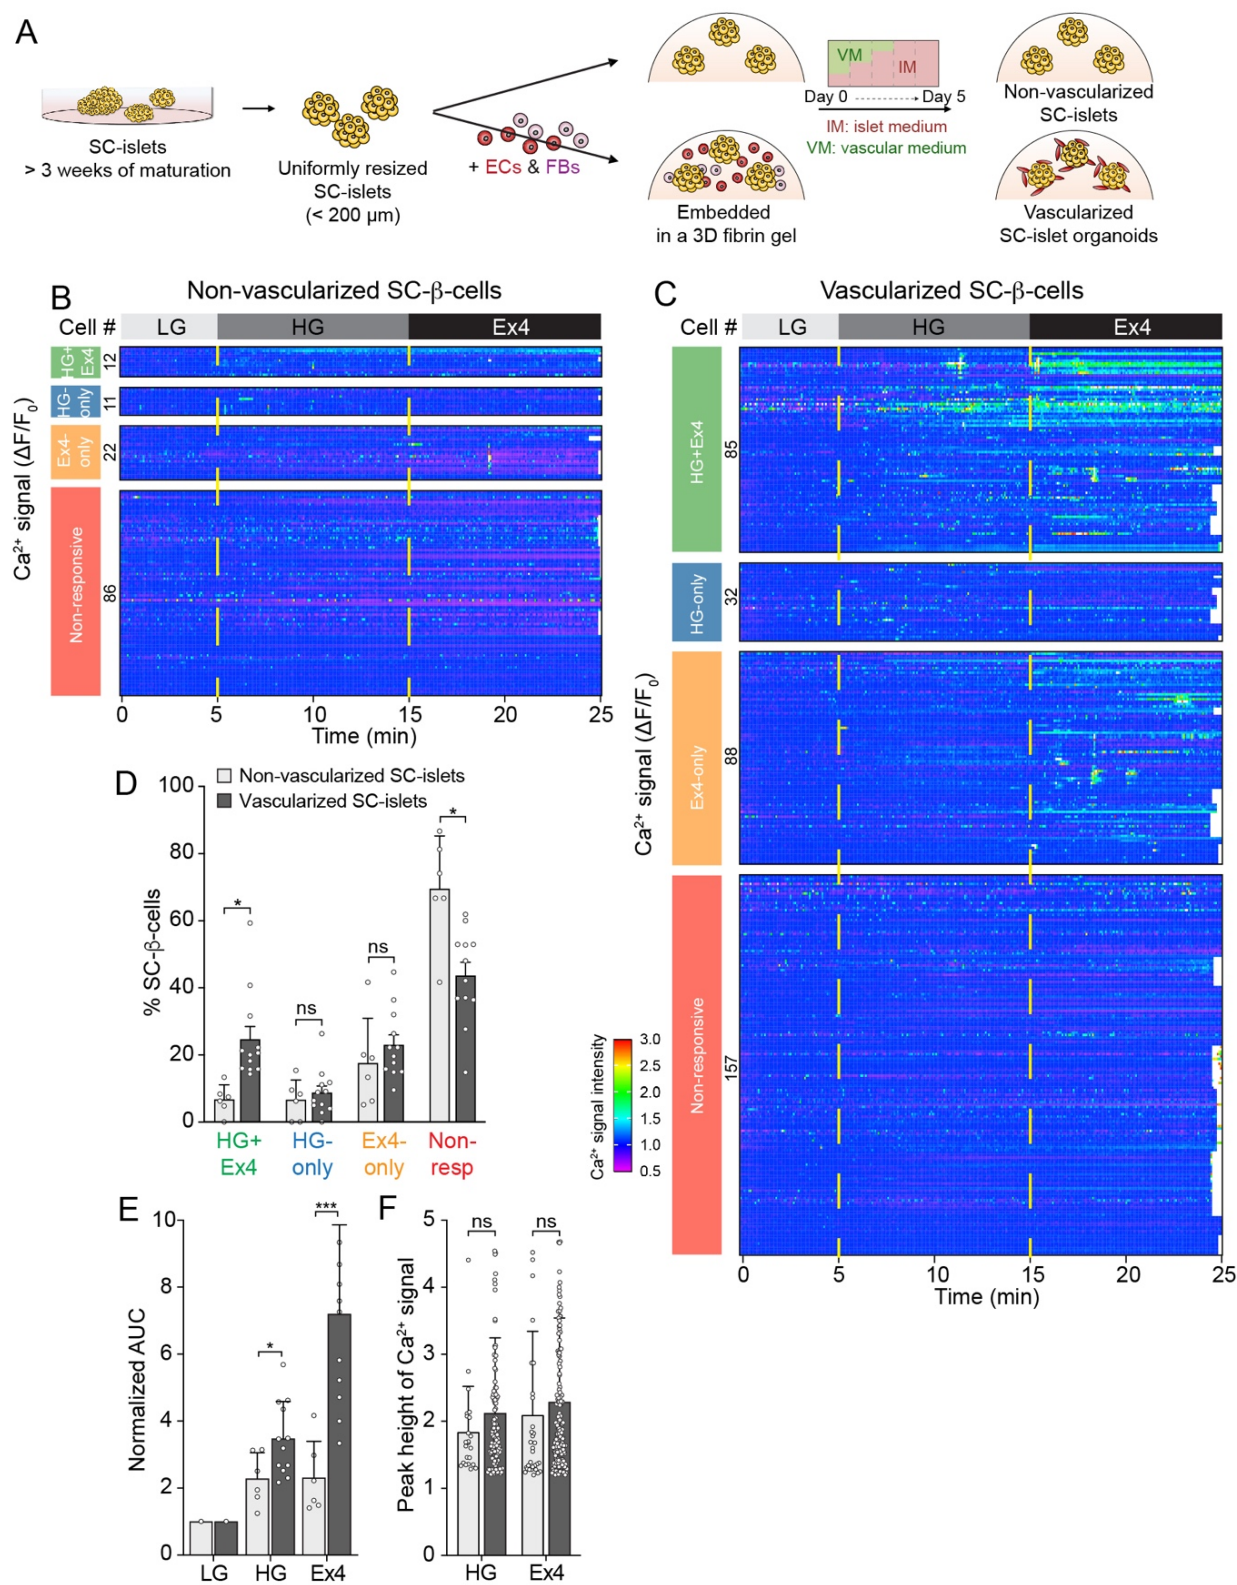 A
SC-islets
> 3 weeks of maturation
Uniformly resized
SC-islets
(< 200 µm)
+ ECs & FBs
Embedded
in a 3D fibrin gel
VM
IM
Day 0
Day 5
IM: islet medium
VM: vascular medium
Non-vascularized
SC-islets
Vascularized
SC-islet organoids
B
Non-vascularized SC-β-cells
Cell #
LG
HG
Ex4
HG+
Ex4
12
HG-
only
11
Ex4-
only
22
Non-responsive
86
Ca²⁺ signal (ΔF/F₀)
0
5
10
15
20
25
Time (min)
C
Vascularized SC-β-cells
Cell #
LG
HG
Ex4
HG+Ex4
85
HG-only
32
Ex4-only
88
Non-responsive
157
Ca²⁺ signal (ΔF/F₀)
0
5
10
15
20
25
Time (min)
Ca²⁺ signal intensity
3.0
2.5
2.0
1.5
1.0
0.5
D
Non-vascularized SC-islets
Vascularized SC-islets
% SC-β-cells
100
80
60
40
20
0
*
ns
ns
*
HG+
Ex4
HG-
only
Ex4-
only
Non-
resp
E
Normalized AUC
10
8
6
4
2
0
*
***
LG
HG
Ex4
F
Peak height of Ca²⁺ signal
5
4
3
2
1
0
ns
ns
HG
Ex4